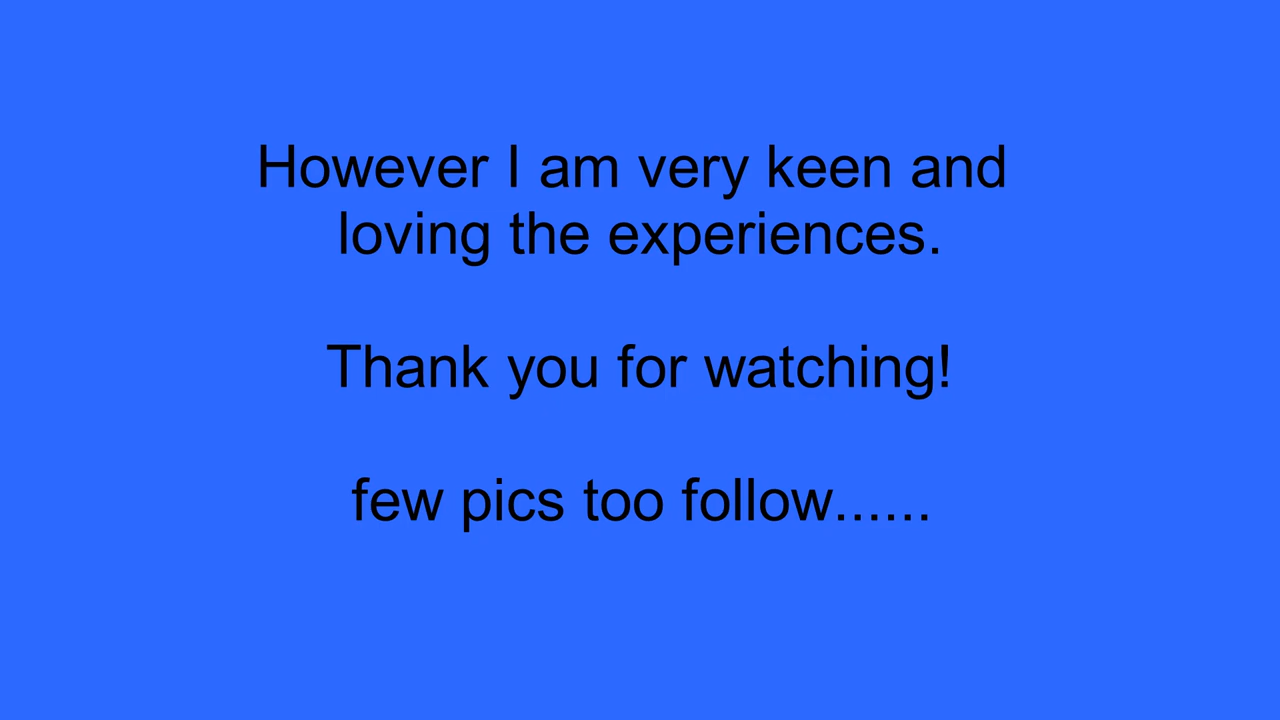 However I am very keen and
loving the experiences.
Thank you for watching!
few pics too follow......